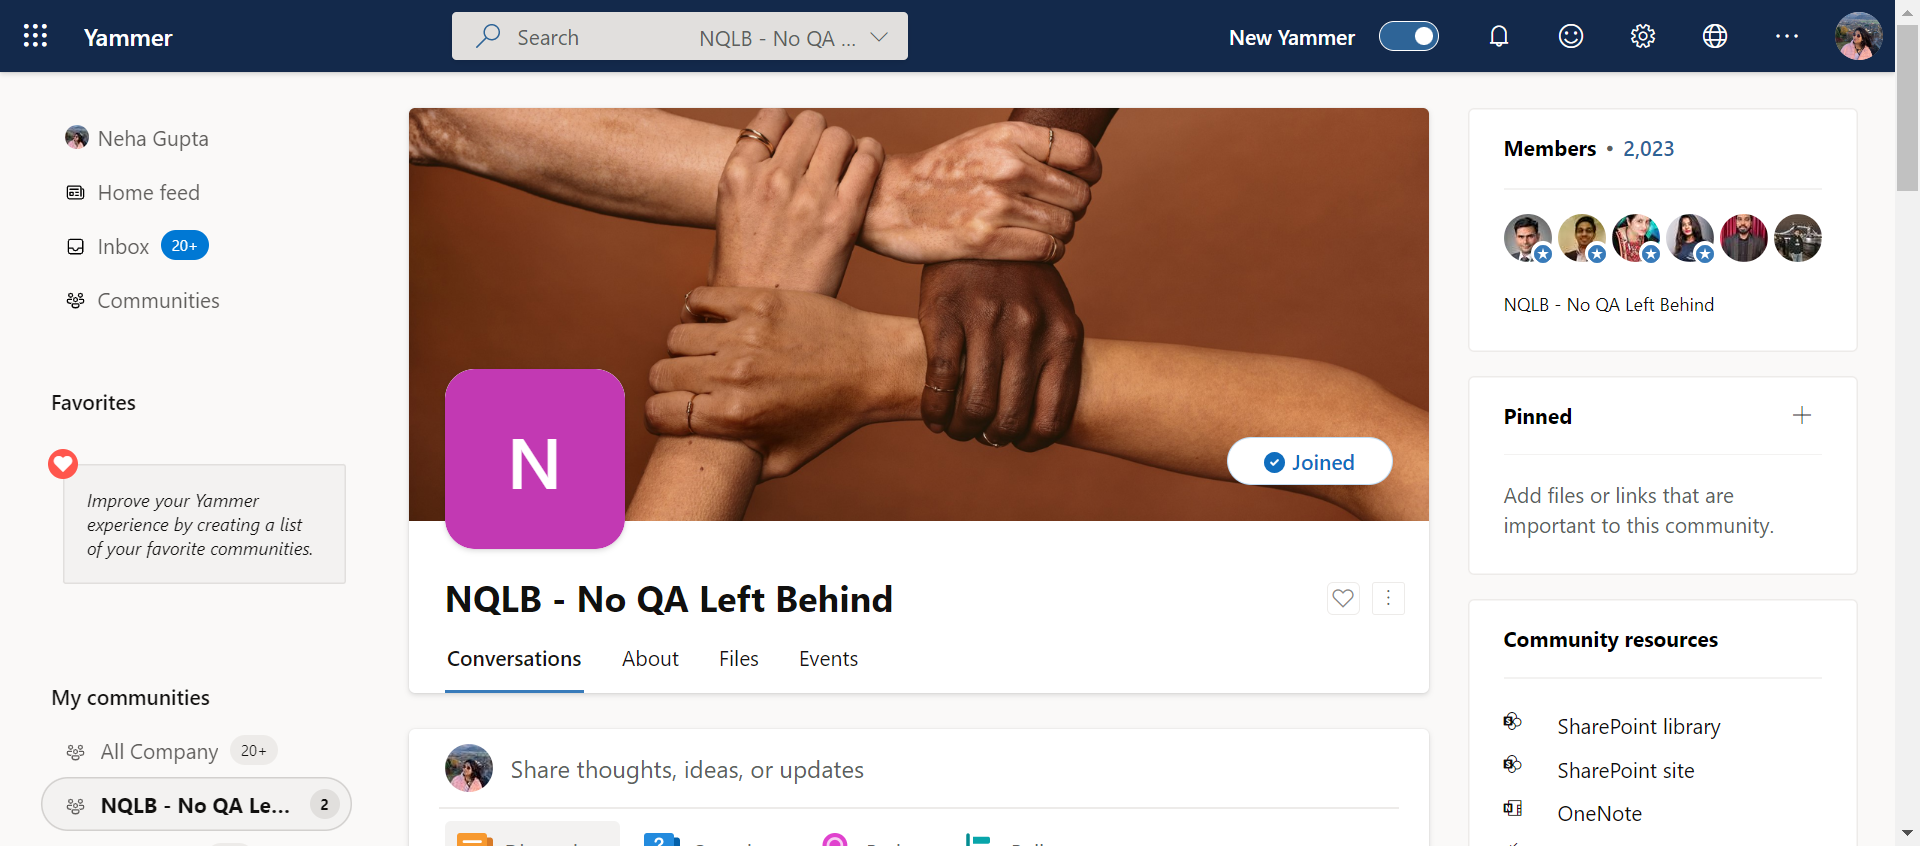 Yammer
Search
NQLB - No QA ...
New Yammer
Neha Gupta
Home feed
Inbox 20+
Communities
Favorites
Improve your Yammer
experience by creating a list
of your favorite communities.
My communities
All Company 20+
NQLB - No QA Le... 2
N
Joined
NQLB - No QA Left Behind
Conversations About Files Events
Share thoughts, ideas, or updates
Members • 2,023
NQLB - No QA Left Behind
Pinned
Add files or links that are
important to this community.
Community resources
SharePoint library
SharePoint site
OneNote